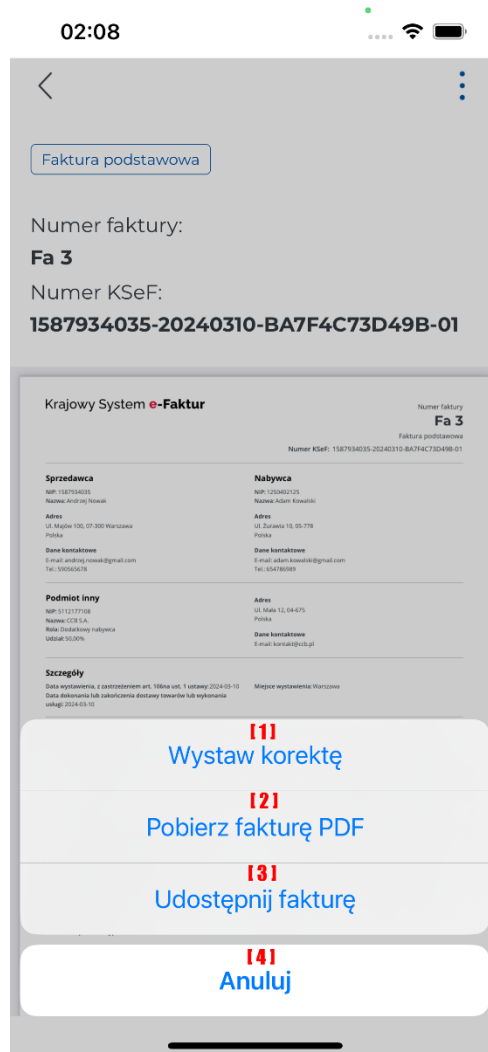 02:08
Faktura podstawowa
Numer faktury:
Fa 3
Numer KSeF:
1587934035-20240310-BA7F4C73D49B-01
Krajowy System e-Faktur
Numer faktury
Fa 3
Faktura podstawowa
Numer KSeF: 1587934035-20240310-BA7F4C73D49B-01
Sprzedawca
NIP: 1587934035
Nazwa: Andrzej Nowak
Adres
Ul. Majów 100, 07-300 Warszawa
Polska
Dane kontaktowe
E-mail: andrzej.nowak@gmail.com
Tel.: 590565678
Nabywca
NIP: 1250402125
Nazwa: Adam Kowalski
Adres
Ul. Żurawia 10, 05-778
Polska
Dane kontaktowe
E-mail: adam.kowalski@gmail.com
Tel.: 654786989
Podmiot inny
NIP: 5112177108
Nazwa: CCB S.A.
Rola: Dodatkowy nabywca
Udział: 50,00%
Adres
Ul. Mała 12, 04-675
Polska
Dane kontaktowe
E-mail: kontakt@ccb.pl
Szczegóły
Data wystawienia, z zastrzeżeniem art. 106na ust. 1 ustawy: 2024-03-10
Data dokonania lub zakończenia dostawy towarów lub wykonania
usługi: 2024-03-10
Miejsce wystawienia: Warszawa
[1]
Wystaw korektę
[2]
Pobierz fakturę PDF
[3]
Udostępnij fakturę
[4]
Anuluj